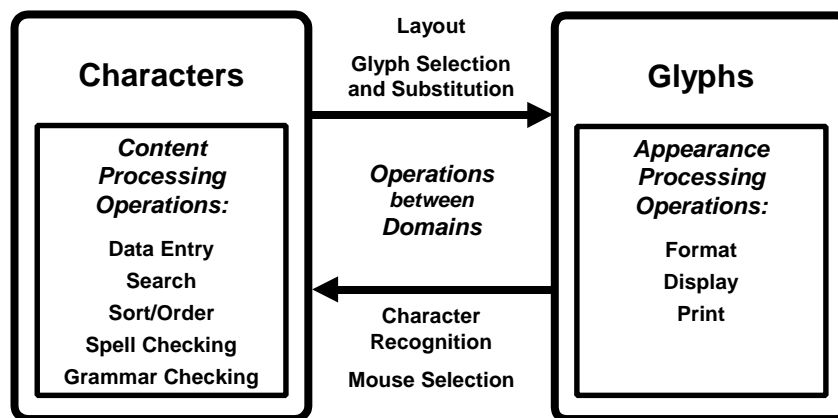 Characters
Content
Processing
Operations:
Data Entry
Search
Sort/Order
Spell Checking
Grammar Checking
Layout
Glyph Selection
and Substitution
Operations
between
Domains
Character
Recognition
Mouse Selection
Glyphs
Appearance
Processing
Operations:
Format
Display
Print